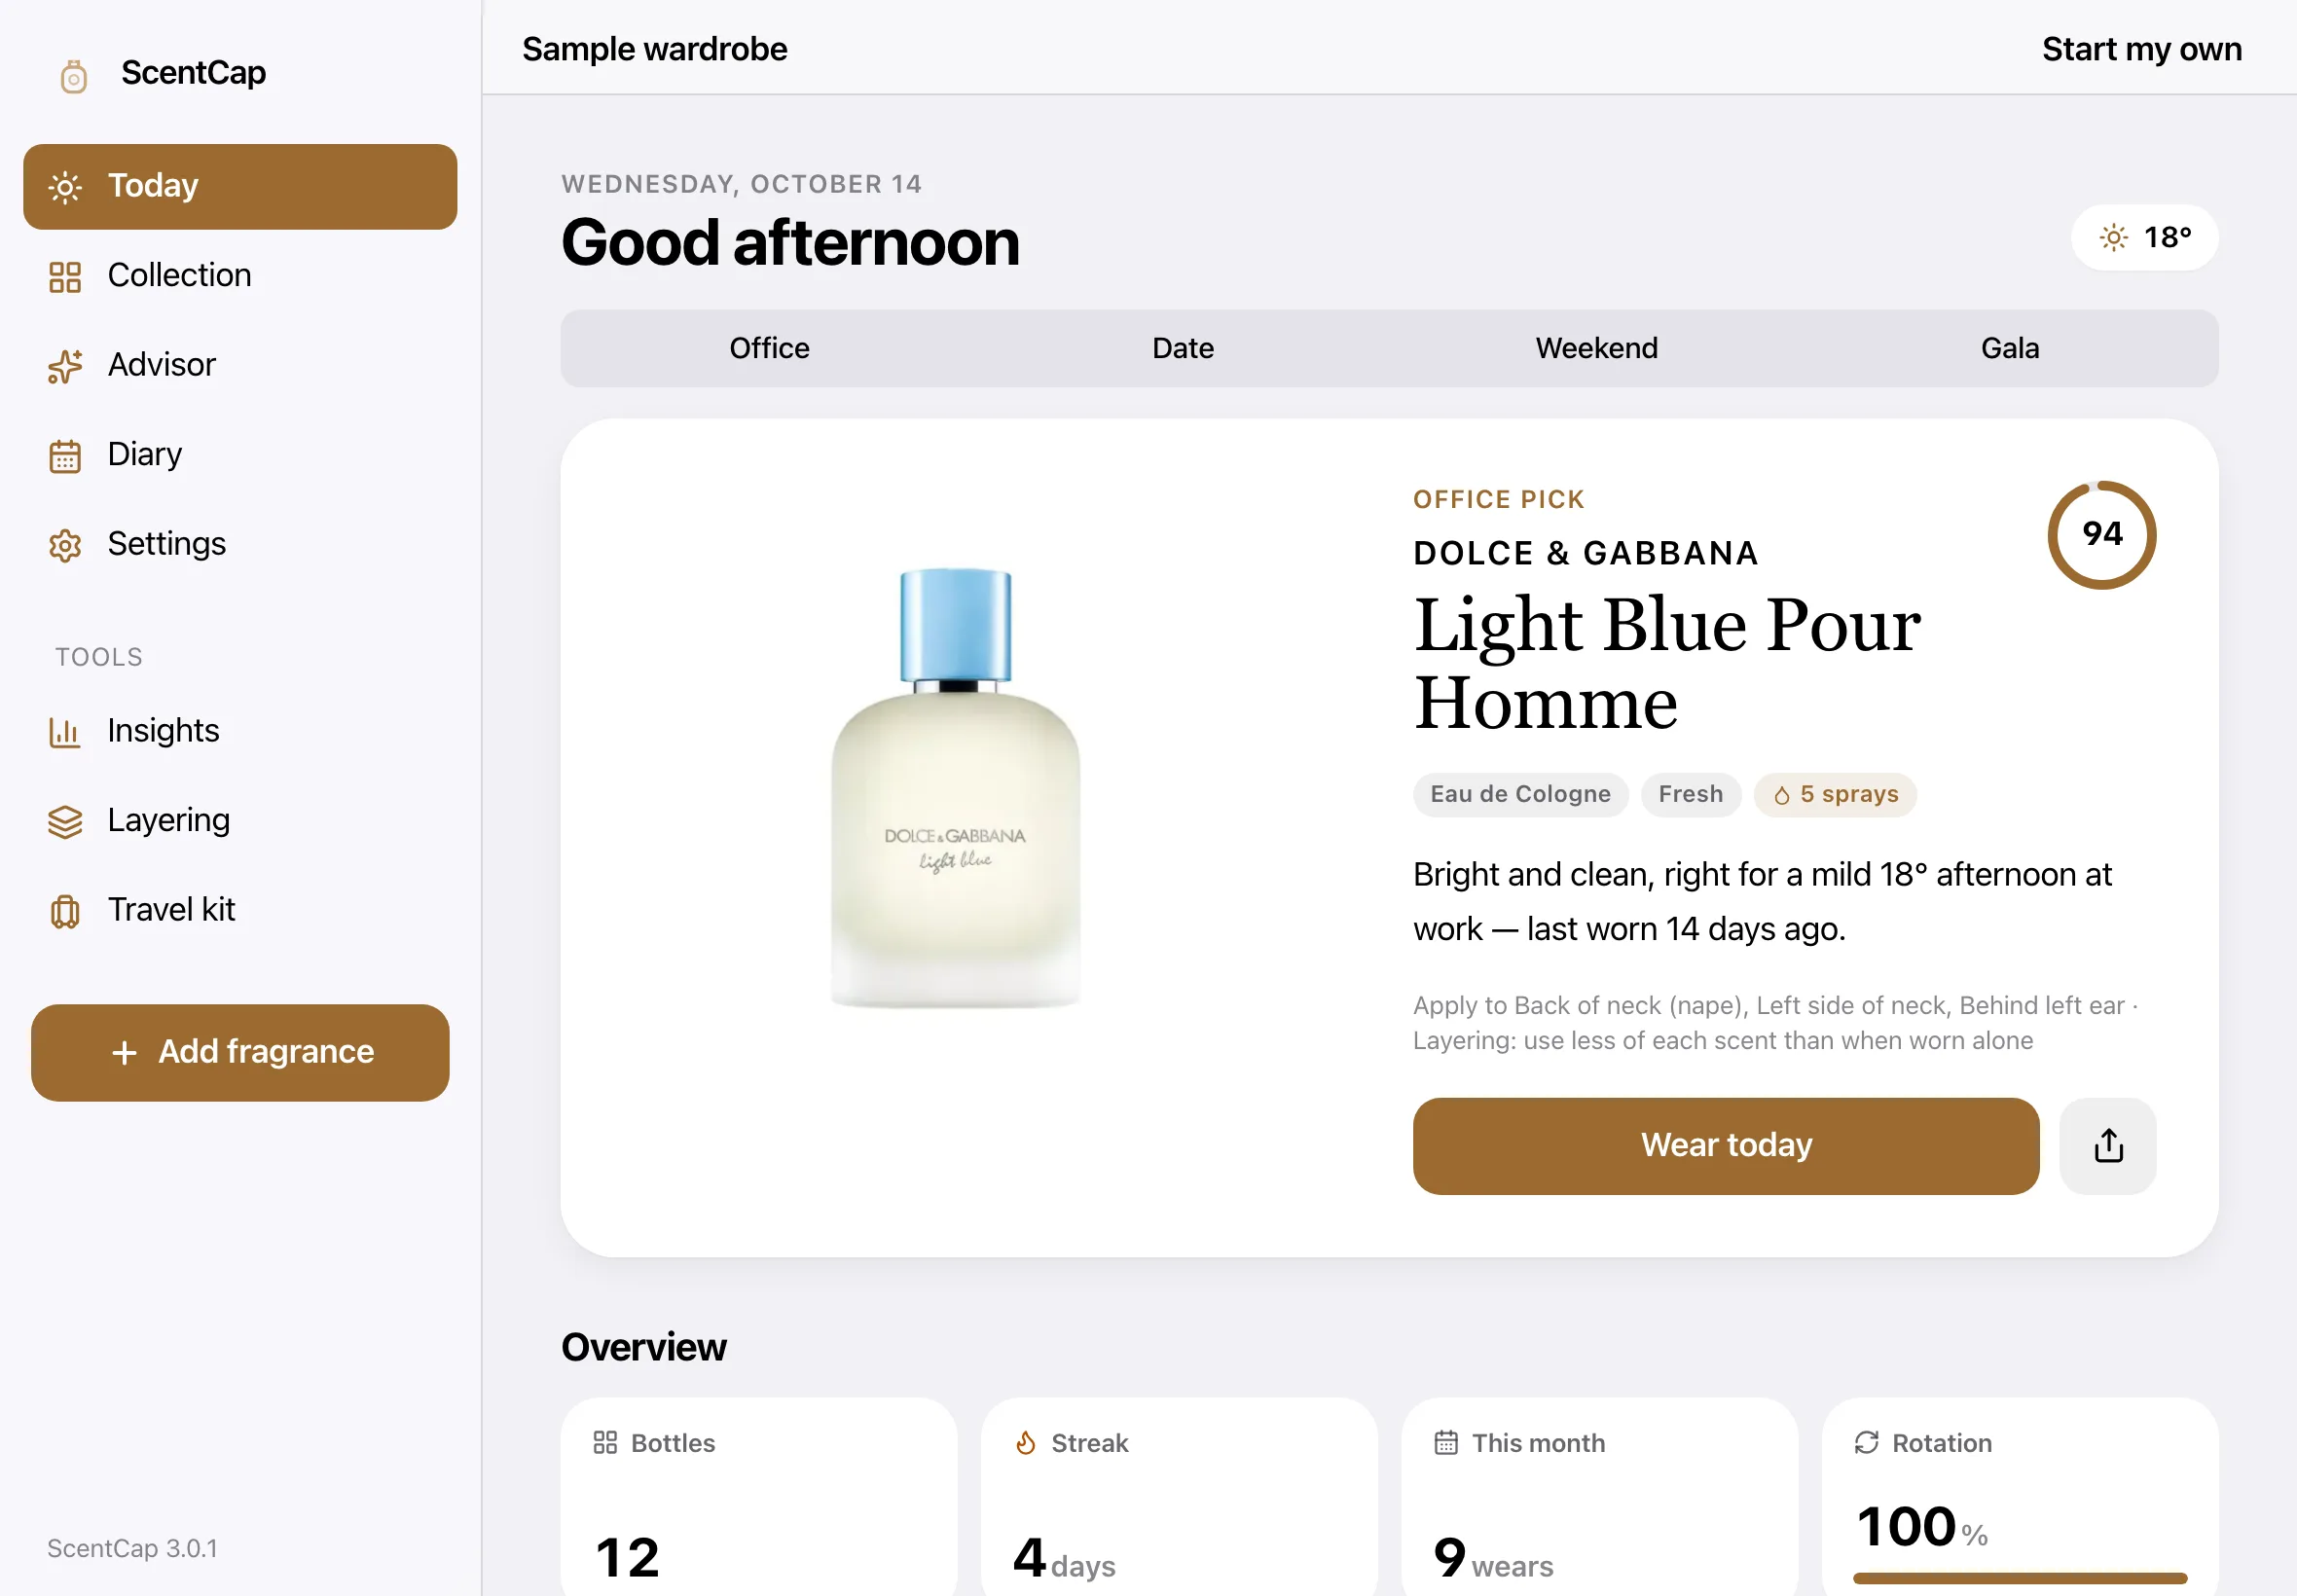 ScentCap
Today
Collection
Advisor
Diary
Settings
TOOLS
Insights
Layering
Travel kit
Add fragrance
ScentCap 3.0.1
Sample wardrobe
Start my own
WEDNESDAY, OCTOBER 14
Good afternoon
18°
Office
Date
Weekend
Gala
DOLCE & GABBANA
light blue
OFFICE PICK
94
DOLCE & GABBANA
Light Blue Pour
Homme
Eau de Cologne
Fresh
5 sprays
Bright and clean, right for a mild 18° afternoon at
work — last worn 14 days ago.
Apply to Back of neck (nape), Left side of neck, Behind left ear ·
Layering: use less of each scent than when worn alone
Wear today
Overview
Bottles
12
Streak
4 days
This month
9 wears
Rotation
100 %